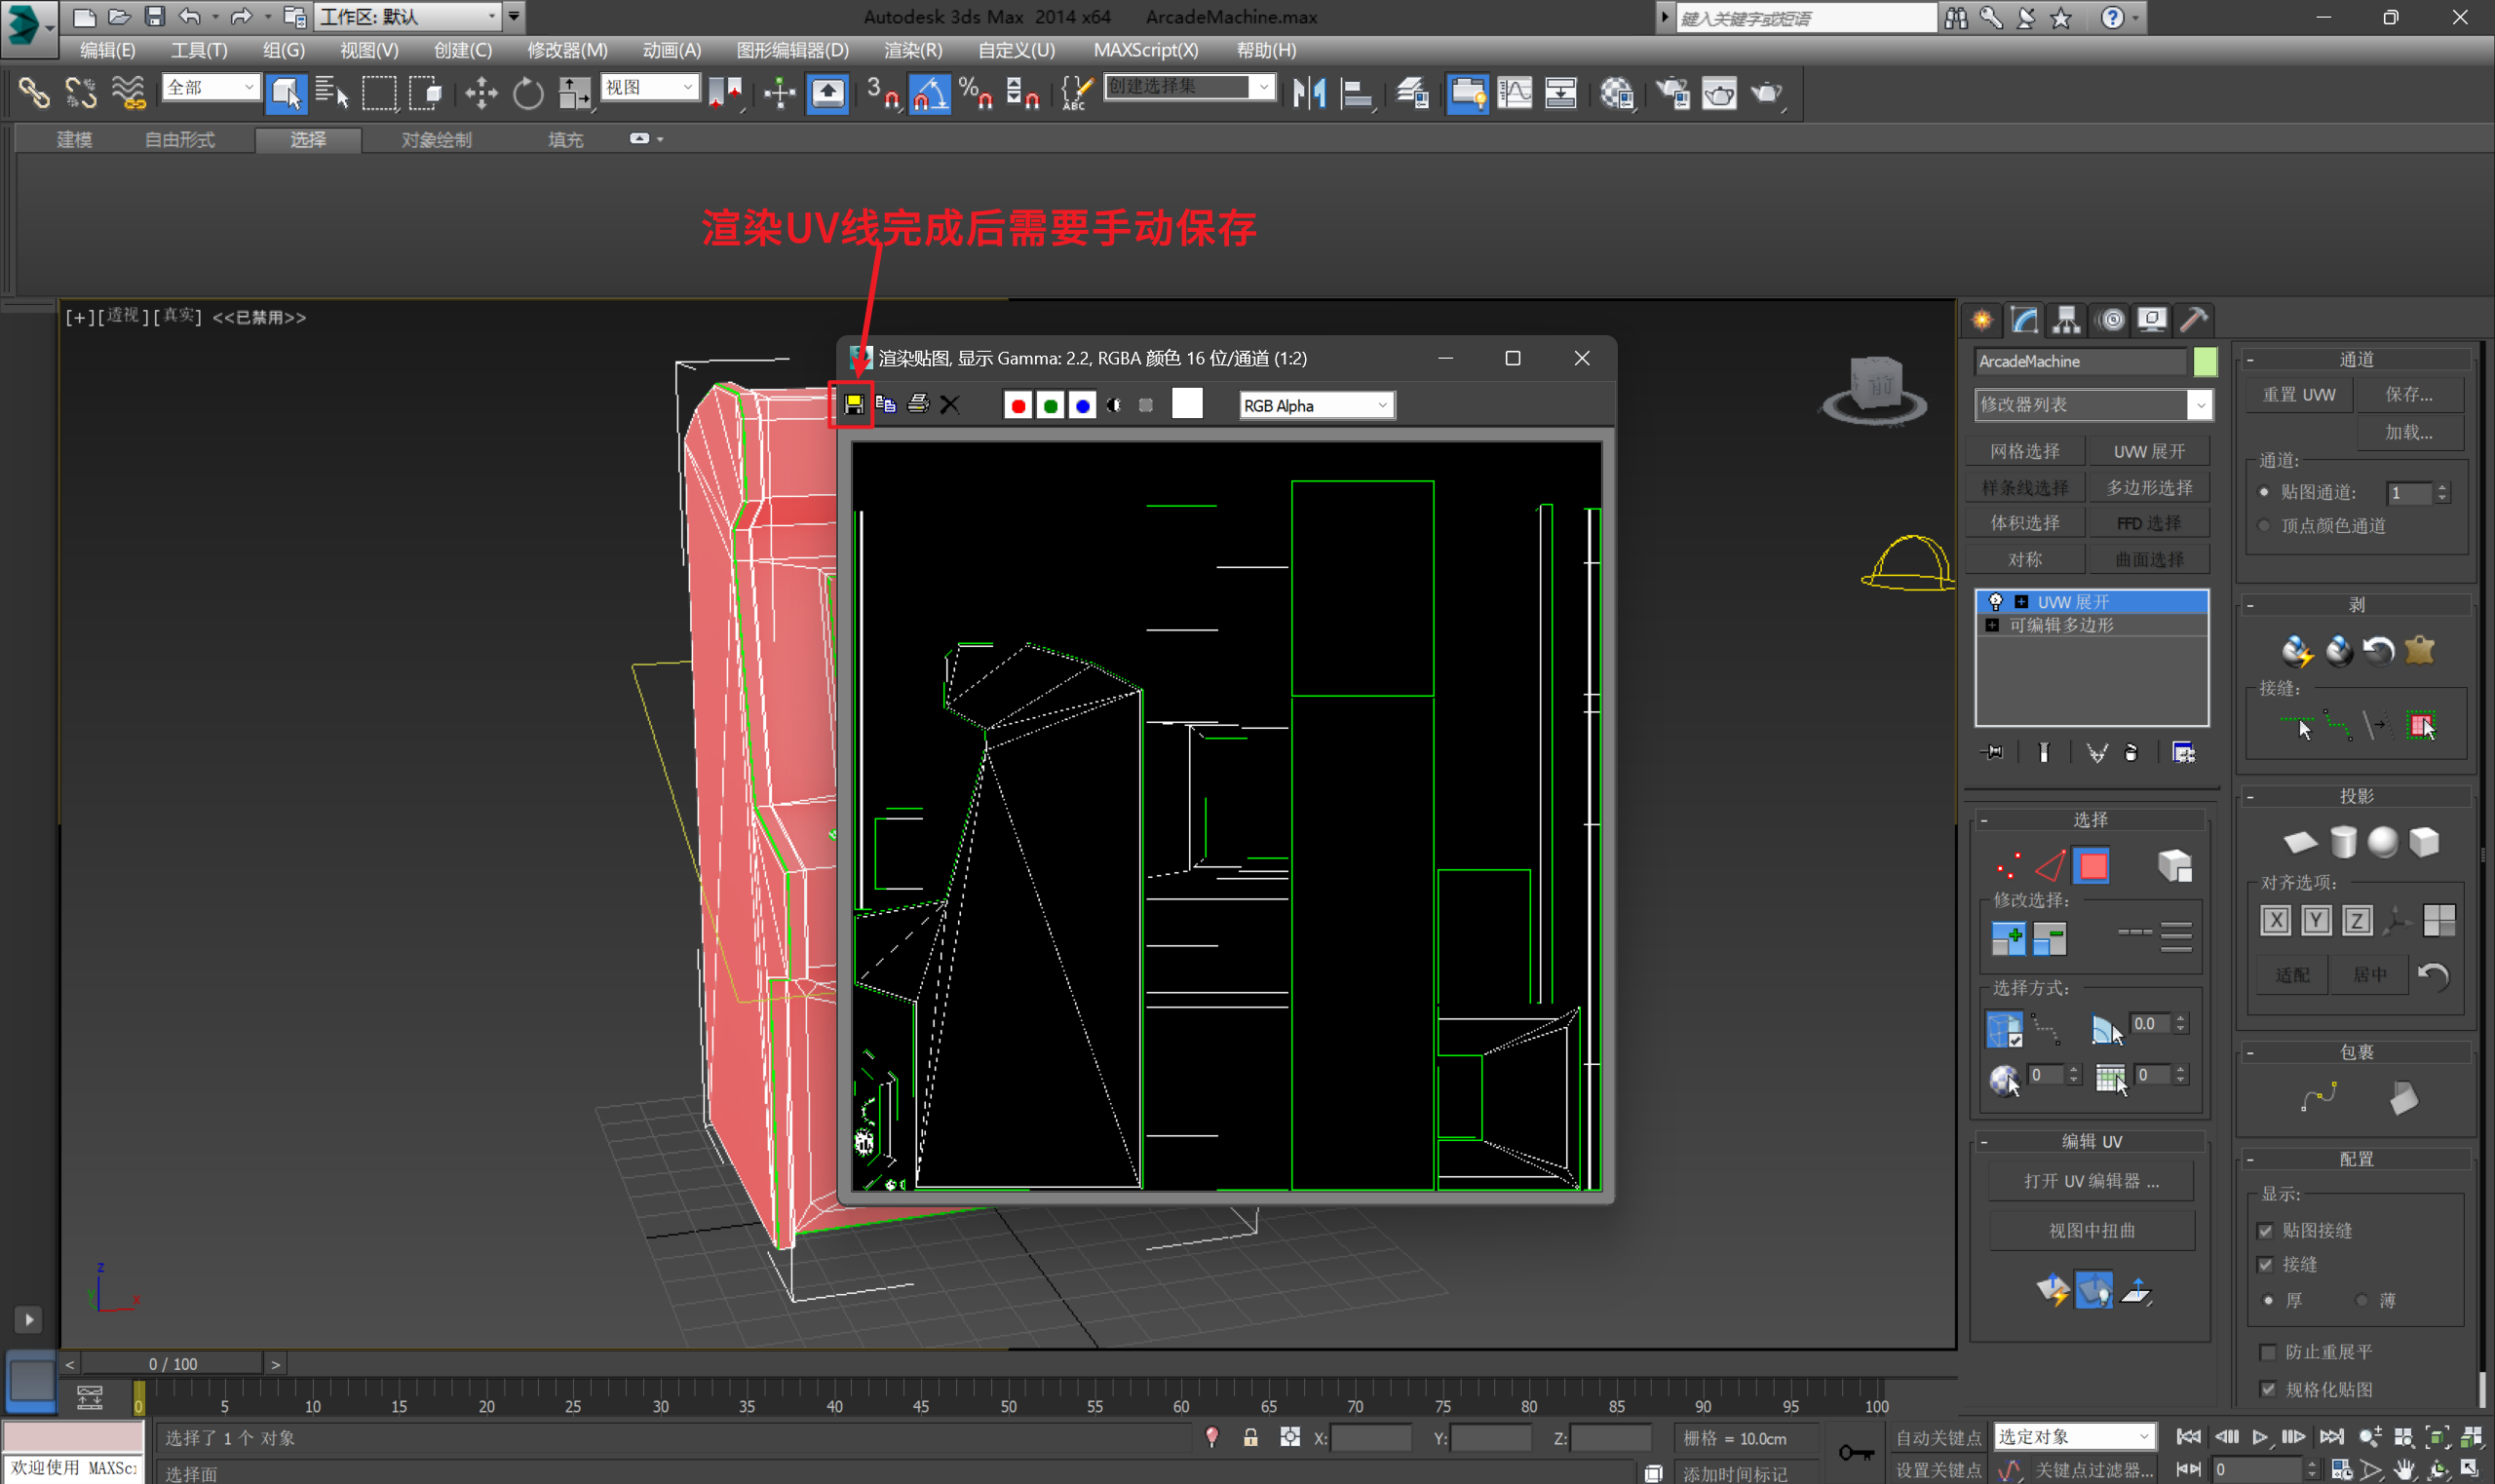 工作区: 默认
Autodesk 3ds Max 2014 x64 ArcadeMachine.max
键入关键字或短语
编辑(E) 工具(T) 组(G) 视图(V) 创建(C) 修改器(M) 动画(A) 图形编辑器(D) 渲染(R) 自定义(U) MAXScript(X) 帮助(H)
全部
视图
3
%
ABC
创建选择集
建模 自由形式 选择 对象绘制 填充
渲染UV线完成后需要手动保存
[+][透视][真实] <<已禁用>>
渲染贴图, 显示 Gamma: 2.2, RGBA 颜色 16 位/通道 (1:2)
RGB Alpha
前
ArcadeMachine
修改器列表
网格选择 UVW 展开
样条线选择 多边形选择
体积选择 FFD 选择
对称 曲面选择
UVW 展开
可编辑多边形
选择
修改选择:
选择方式:
0.0
0 0
编辑 UV
打开 UV 编辑器 ...
视图中扭曲
通道
重置 UVW 保存...
加载...
通道:
贴图通道: 1
顶点颜色通道
剥
接缝:
投影
对齐选项:
X Y Z
适配 居中
包裹
配置
显示:
贴图接缝
接缝
厚 薄
防止重展平
规格化贴图
z
y x
< 0 / 100 >
0 5 10 15 20 25 30 35 40 45 50 55 60 65 70 75 80 85 90 95 100
选择了 1 个 对象
X: Y: Z:
栅格 = 10.0cm
自动关键点 选定对象
欢迎使用 MAXSc
选择面
添加时间标记
设置关键点 关键点过滤器...
0